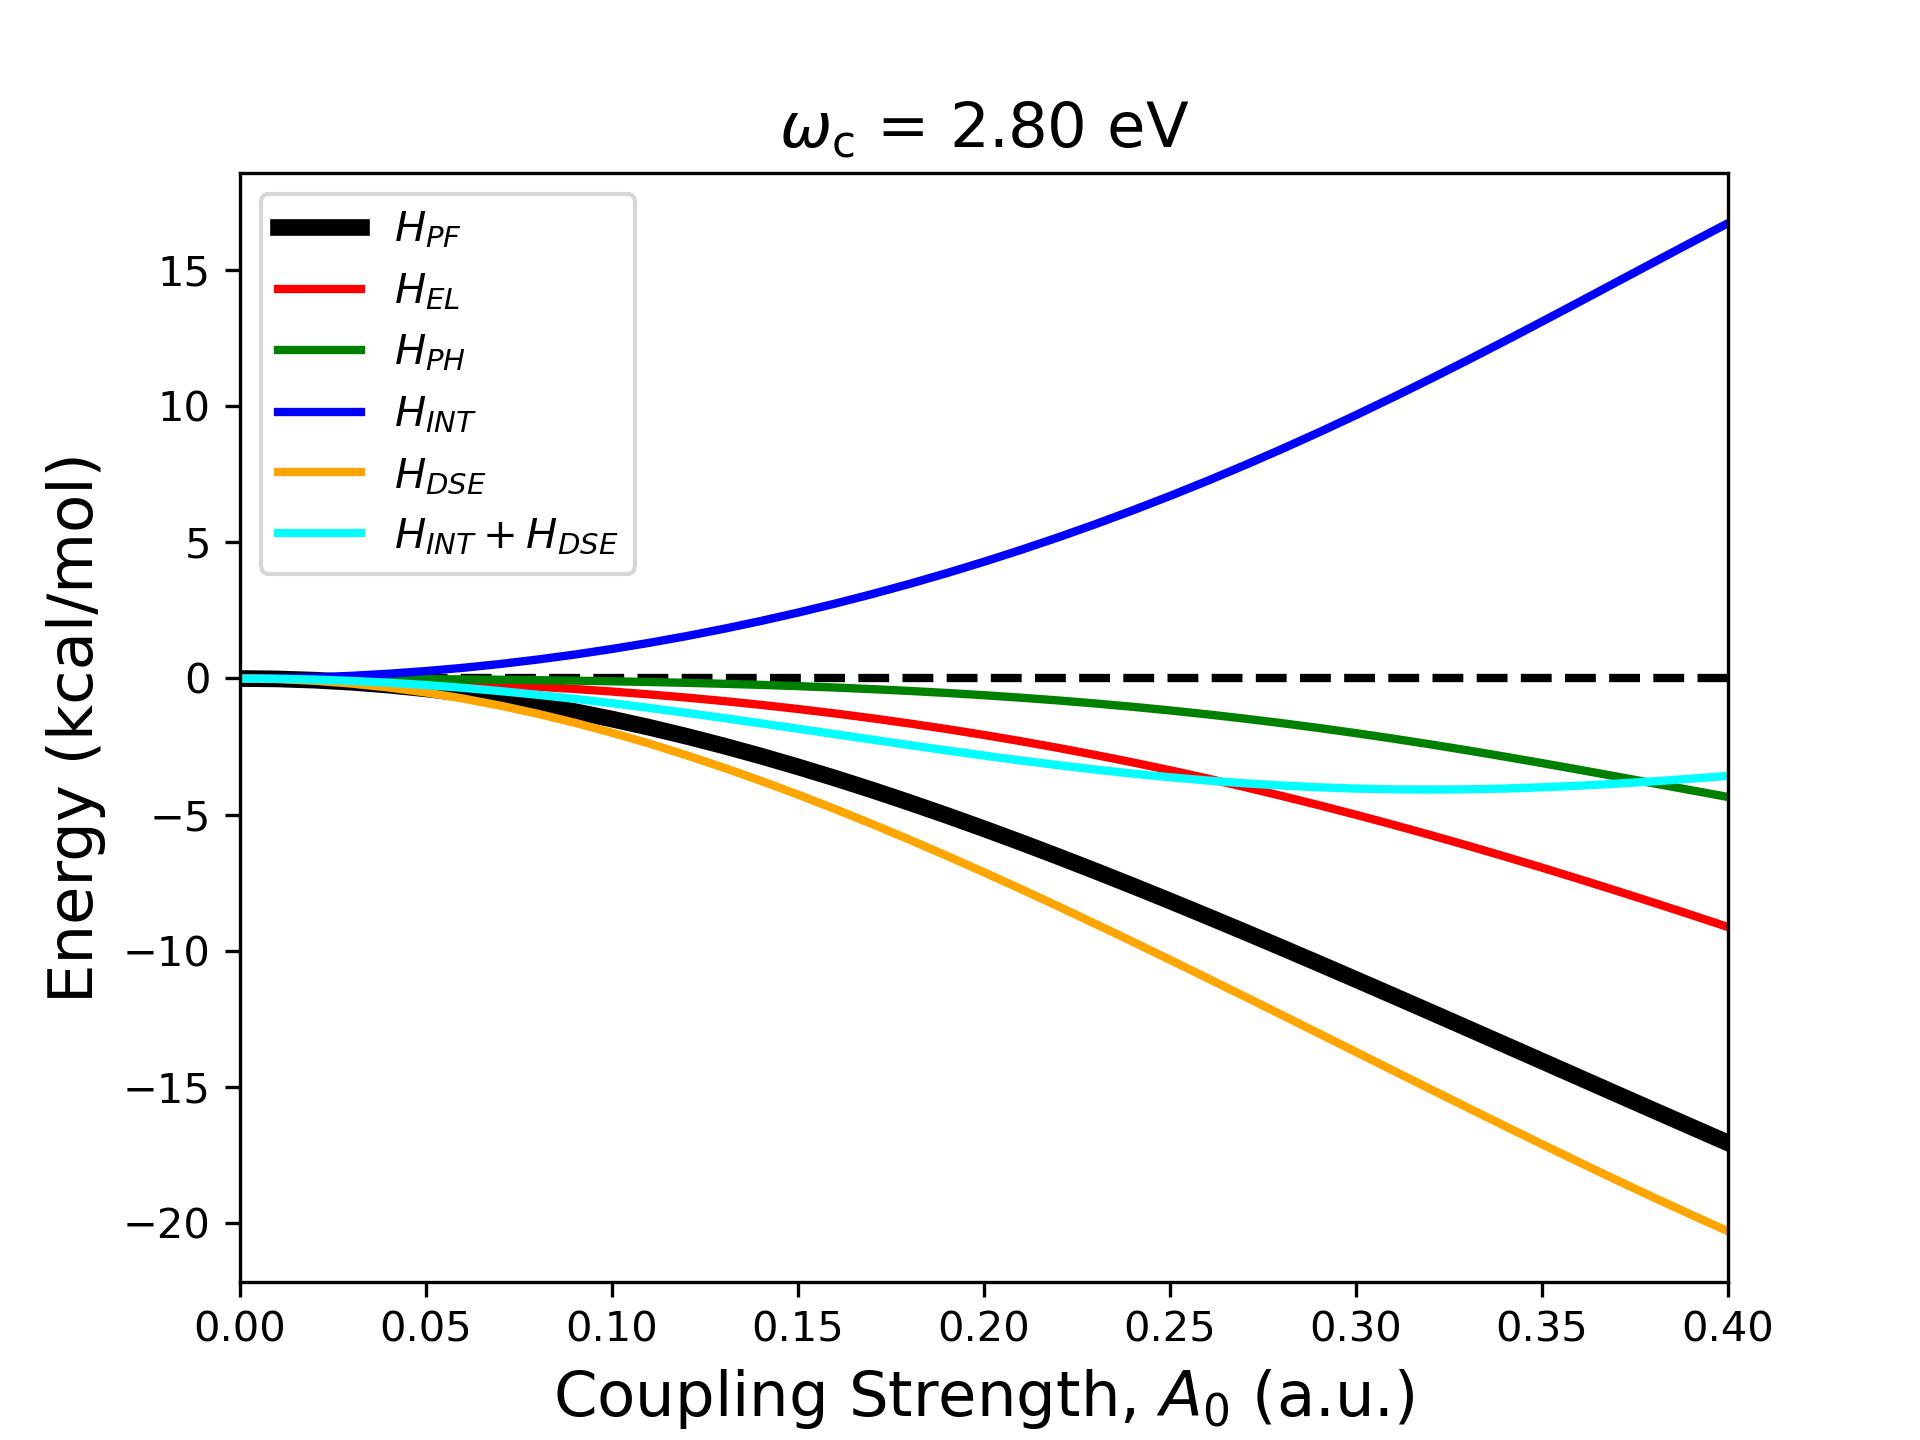 ω_c = 2.80 eV
H_PF
H_EL
H_PH
H_INT
H_DSE
H_INT + H_DSE
Energy (kcal/mol)
15
10
5
0
−5
−10
−15
−20
0.00 0.05 0.10 0.15 0.20 0.25 0.30 0.35 0.40
Coupling Strength, A_0 (a.u.)